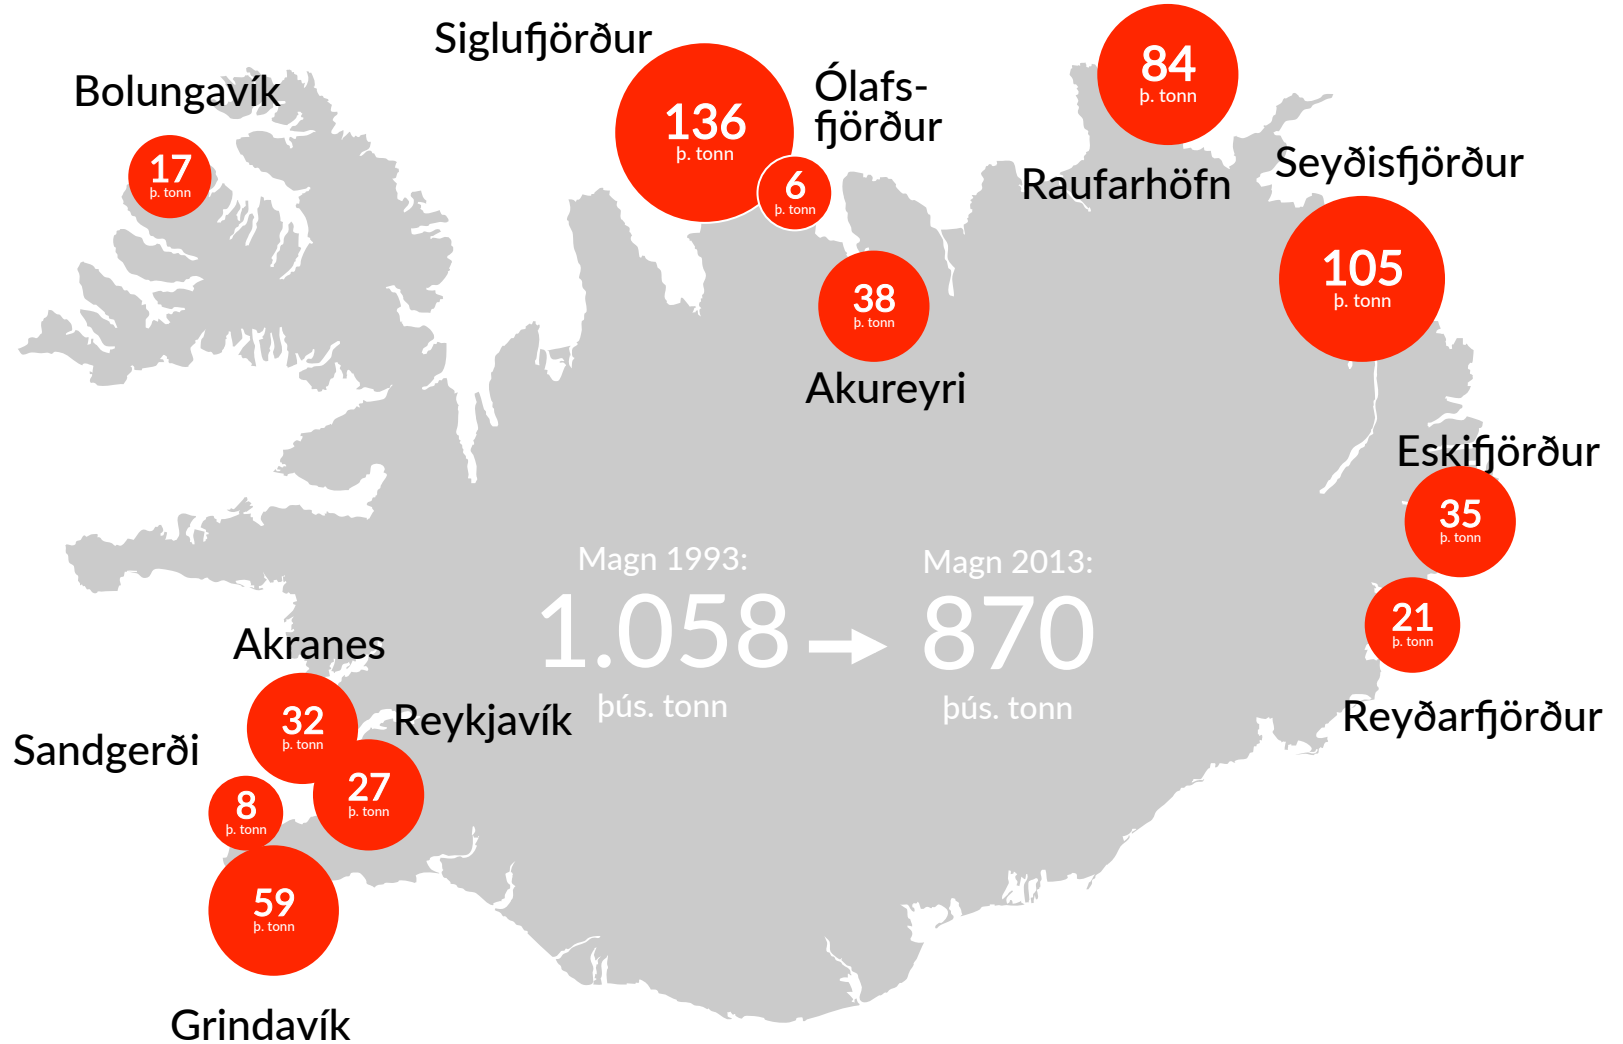 Siglufjörður
136
þ. tonn
Ólafs-
fjörður
6
þ. tonn
84
þ. tonn
Raufarhöfn
Bolungavík
17
þ. tonn
Seyðisfjörður
105
þ. tonn
38
þ. tonn
Akureyri
Eskifjörður
35
þ. tonn
21
þ. tonn
Reyðarfjörður
Magn 1993:
1.058
þús. tonn
Magn 2013:
870
þús. tonn
Akranes
32
þ. tonn
Reykjavík
27
þ. tonn
Sandgerði
8
þ. tonn
59
þ. tonn
Grindavík